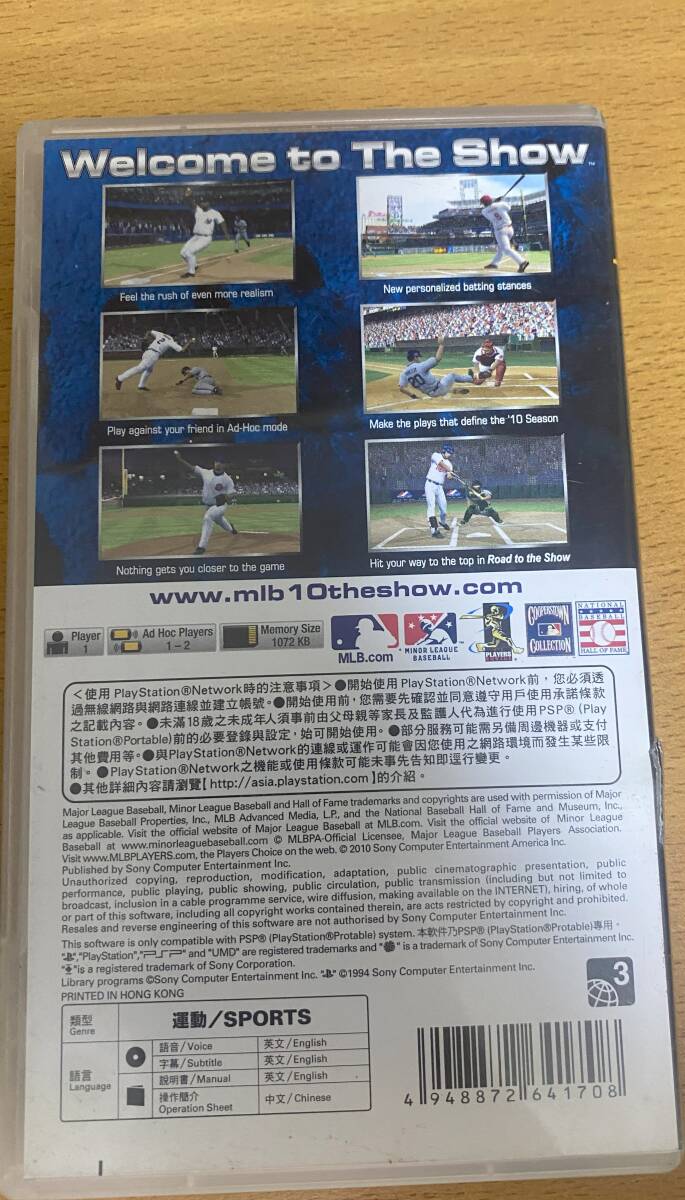 Welcome to The Show™
Feel the rush of even more realism
New personalized batting stances
Play against your friend in Ad-Hoc mode
Make the plays that define the '10 Season
Nothing gets you closer to the game
Hit your way to the top in Road to the Show
www.mlb10theshow.com
Player
1
Ad Hoc Players
1 – 2
Memory Size
1072 KB
MLB.com
MINOR LEAGUE
BASEBALL
PLAYERS
COOPERSTOWN
COLLECTION
NATIONAL
BASEBALL
HALL OF FAME
＜使用 PlayStation®Network時的注意事項＞●開始使用 PlayStation®Network前，您必須透
過無線網路與網路連線並建立帳號。●開始使用前，您需要先確認並同意遵守用戶使用承諾條款
之記載內容。●未滿18歲之未成年人須事前由父母親等家長及監護人代為進行使用PSP® (Play
Station®Portable)前的必要登錄與設定，始可開始使用。●部分服務可能需另備周邊機器或支付
其他費用等。●與PlayStation®Network的連線或運作可能會因您使用之網路環境而發生某些限
制。●PlayStation®Network之機能或使用條款可能未事先告知即逕行變更。
●其他詳細內容請瀏覽【 http://asia.playstation.com 】的介紹。
Major League Baseball, Minor League Baseball and Hall of Fame trademarks and copyrights are used with permission of Major
League Baseball Properties, Inc., MLB Advanced Media, L.P., and the National Baseball Hall of Fame and Museum, Inc.,
as applicable. Visit the official website of Major League Baseball at MLB.com. Visit the official website of Minor League
Baseball at www.minorleaguebaseball.com © MLBPA-Official Licensee, Major League Baseball Players Association.
Visit www.MLBPLAYERS.com, the Players Choice on the web. © 2010 Sony Computer Entertainment America Inc.
Published by Sony Computer Entertainment Inc.
Unauthorized copying, reproduction, modification, adaptation, public cinematographic presentation, public
performance, public playing, public showing, public circulation, public transmission (including but not limited to
broadcast, inclusion in a cable programme service, wire diffusion, making available on the INTERNET), hiring, of whole
or part of this software, including all copyright works contained therein, are acts restricted by copyright and prohibited.
Resales and reverse engineering of this software are not authorised by Sony Computer Entertainment Inc.
This software is only compatible with PSP® (PlayStation®Protable) system. 本軟件乃PSP® (PlayStation®Protable)專用。
" ","PlayStation","PSP" and "UMD" are registered trademarks and " " is a trademark of Sony Computer Entertainment Inc.
" "is a registered trademark of Sony Corporation.
Library programs ©Sony Computer Entertainment Inc. " " ©1994 Sony Computer Entertainment Inc.
PRINTED IN HONG KONG
3
類型
Genre
運動/SPORTS
語言
Language
語音/Voice
英文/English
字幕/Subtitle
英文/English
說明書/Manual
英文/English
操作簡介
Operation Sheet
中文/Chinese
4 948872 641708